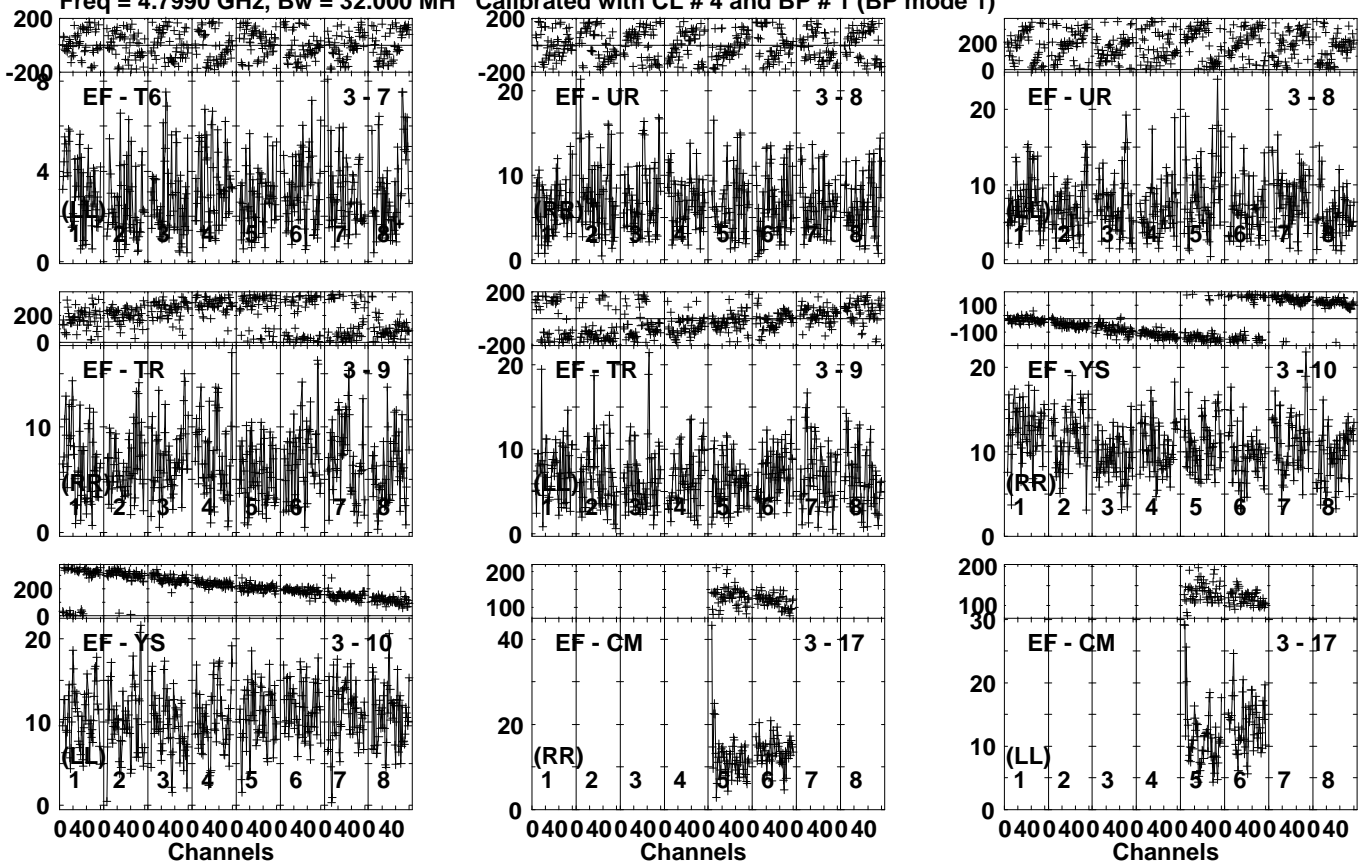 Freq = 4.7990 GHz, Bw = 32.000 MH Calibrated with CL # 4 and BP # 1 (BP mode 1)
200
-200
8
4
0
EF - T6 3 - 7
(LL)
1 2 3 4 5 6 7 8
200
-200
20
10
0
EF - UR 3 - 8
(RR)
1 2 3 4 5 6 7 8
200
0
20
10
0
EF - UR 3 - 8
(LL)
1 2 3 4 5 6 7 8
200
0
10
0
EF - TR 3 - 9
(RR)
1 2 3 4 5 6 7 8
200
-200
20
10
0
EF - TR 3 - 9
(LL)
1 2 3 4 5 6 7 8
100
-100
20
10
0
EF - YS 3 - 10
(RR)
1 2 3 4 5 6 7 8
200
0
20
10
0
EF - YS 3 - 10
(LL)
1 2 3 4 5 6 7 8
0 40 0 40 0 40 0 40 0 40 0 40 0 40 0 40
Channels
200
100
40
20
0
EF - CM 3 - 17
(RR)
1 2 3 4 5 6 7 8
0 40 0 40 0 40 0 40 0 40 0 40 0 40 0 40
Channels
200
100
30
20
10
0
EF - CM 3 - 17
(LL)
1 2 3 4 5 6 7 8
0 40 0 40 0 40 0 40 0 40 0 40 0 40 0 40
Channels